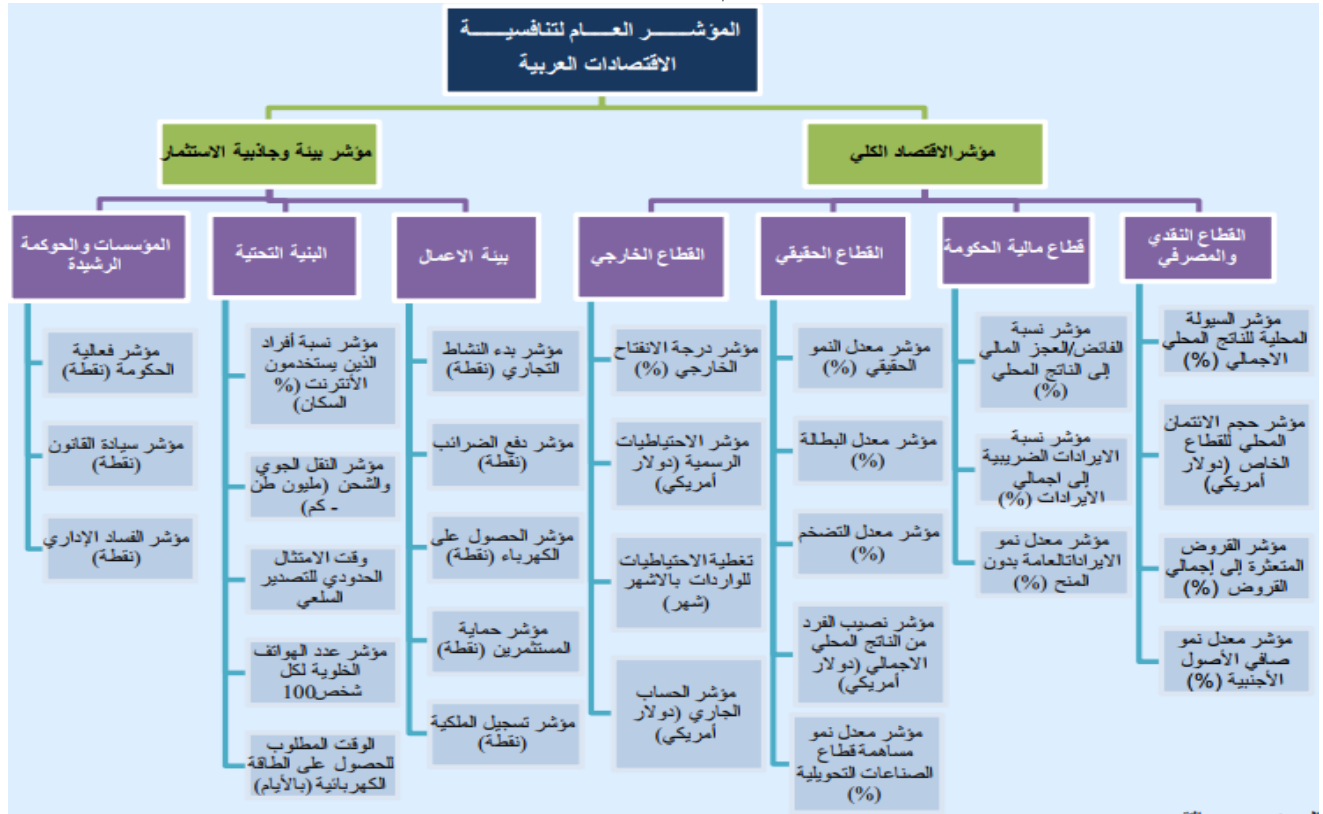 المؤشر العام لتنافسية
الاقتصادات العربية
مؤشر الاقتصاد الكلي
مؤشر بيئة وجاذبية الاستثمار
القطاع النقدي
والمصرفي
قطاع مالية الحكومة
القطاع الحقيقي
القطاع الخارجي
بيئة الاعمال
البنية التحتية
المؤسسات والحوكمة
الرشيدة
مؤشر السيولة
المحلية للناتج المحلي
الاجمالي (%)
مؤشر حجم الائتمان
المحلي للقطاع
الخاص (دولار
أمريكي)
مؤشر القروض
المتعثرة إلى إجمالي
القروض (%)
مؤشر معدل نمو
صافي الأصول
الأجنبية (%)
مؤشر نسبة
الفائض/العجز المالي
إلى الناتج المحلي
(%)
مؤشر نسبة
الايرادات الضريبية
إلى اجمالي
الايرادات (%)
مؤشر معدل نمو
الايراداتالعامة بدون
المنح (%)
مؤشر معدل النمو
الحقيقي (%)
مؤشر معدل البطالة
(%)
مؤشر معدل التضخم
(%)
مؤشر نصيب الفرد
من الناتج المحلي
الاجمالي (دولار
أمريكي)
مؤشر معدل نمو
مساهمة قطاع
الصناعات التحويلية
(%)
مؤشر درجة الانفتاح
الخارجي (%)
مؤشر الاحتياطيات
الرسمية (دولار
أمريكي)
تغطية الاحتياطيات
للواردات بالاشهر
(شهر)
مؤشر الحساب
الجاري (دولار
أمريكي)
مؤشر بدء النشاط
التجاري (نقطة)
مؤشر دفع الضرائب
(نقطة)
مؤشر الحصول على
الكهرباء (نقطة)
مؤشر حماية
المستثمرين (نقطة)
مؤشر تسجيل الملكية
(نقطة)
مؤشر نسبة أفراد
الذين يستخدمون
الأنترنت (%
السكان)
مؤشر النقل الجوي
والشحن (مليون طن
- كم)
وقت الامتثال
الحدودي للتصدير
السلعي
مؤشر عدد الهواتف
الخلوية لكل
شخص100
الوقت المطلوب
للحصول على الطاقة
الكهربائية (بالأيام)
مؤشر فعالية
الحكومة (نقطة)
مؤشر سيادة القانون
(نقطة)
مؤشر الفساد الإداري
(نقطة)